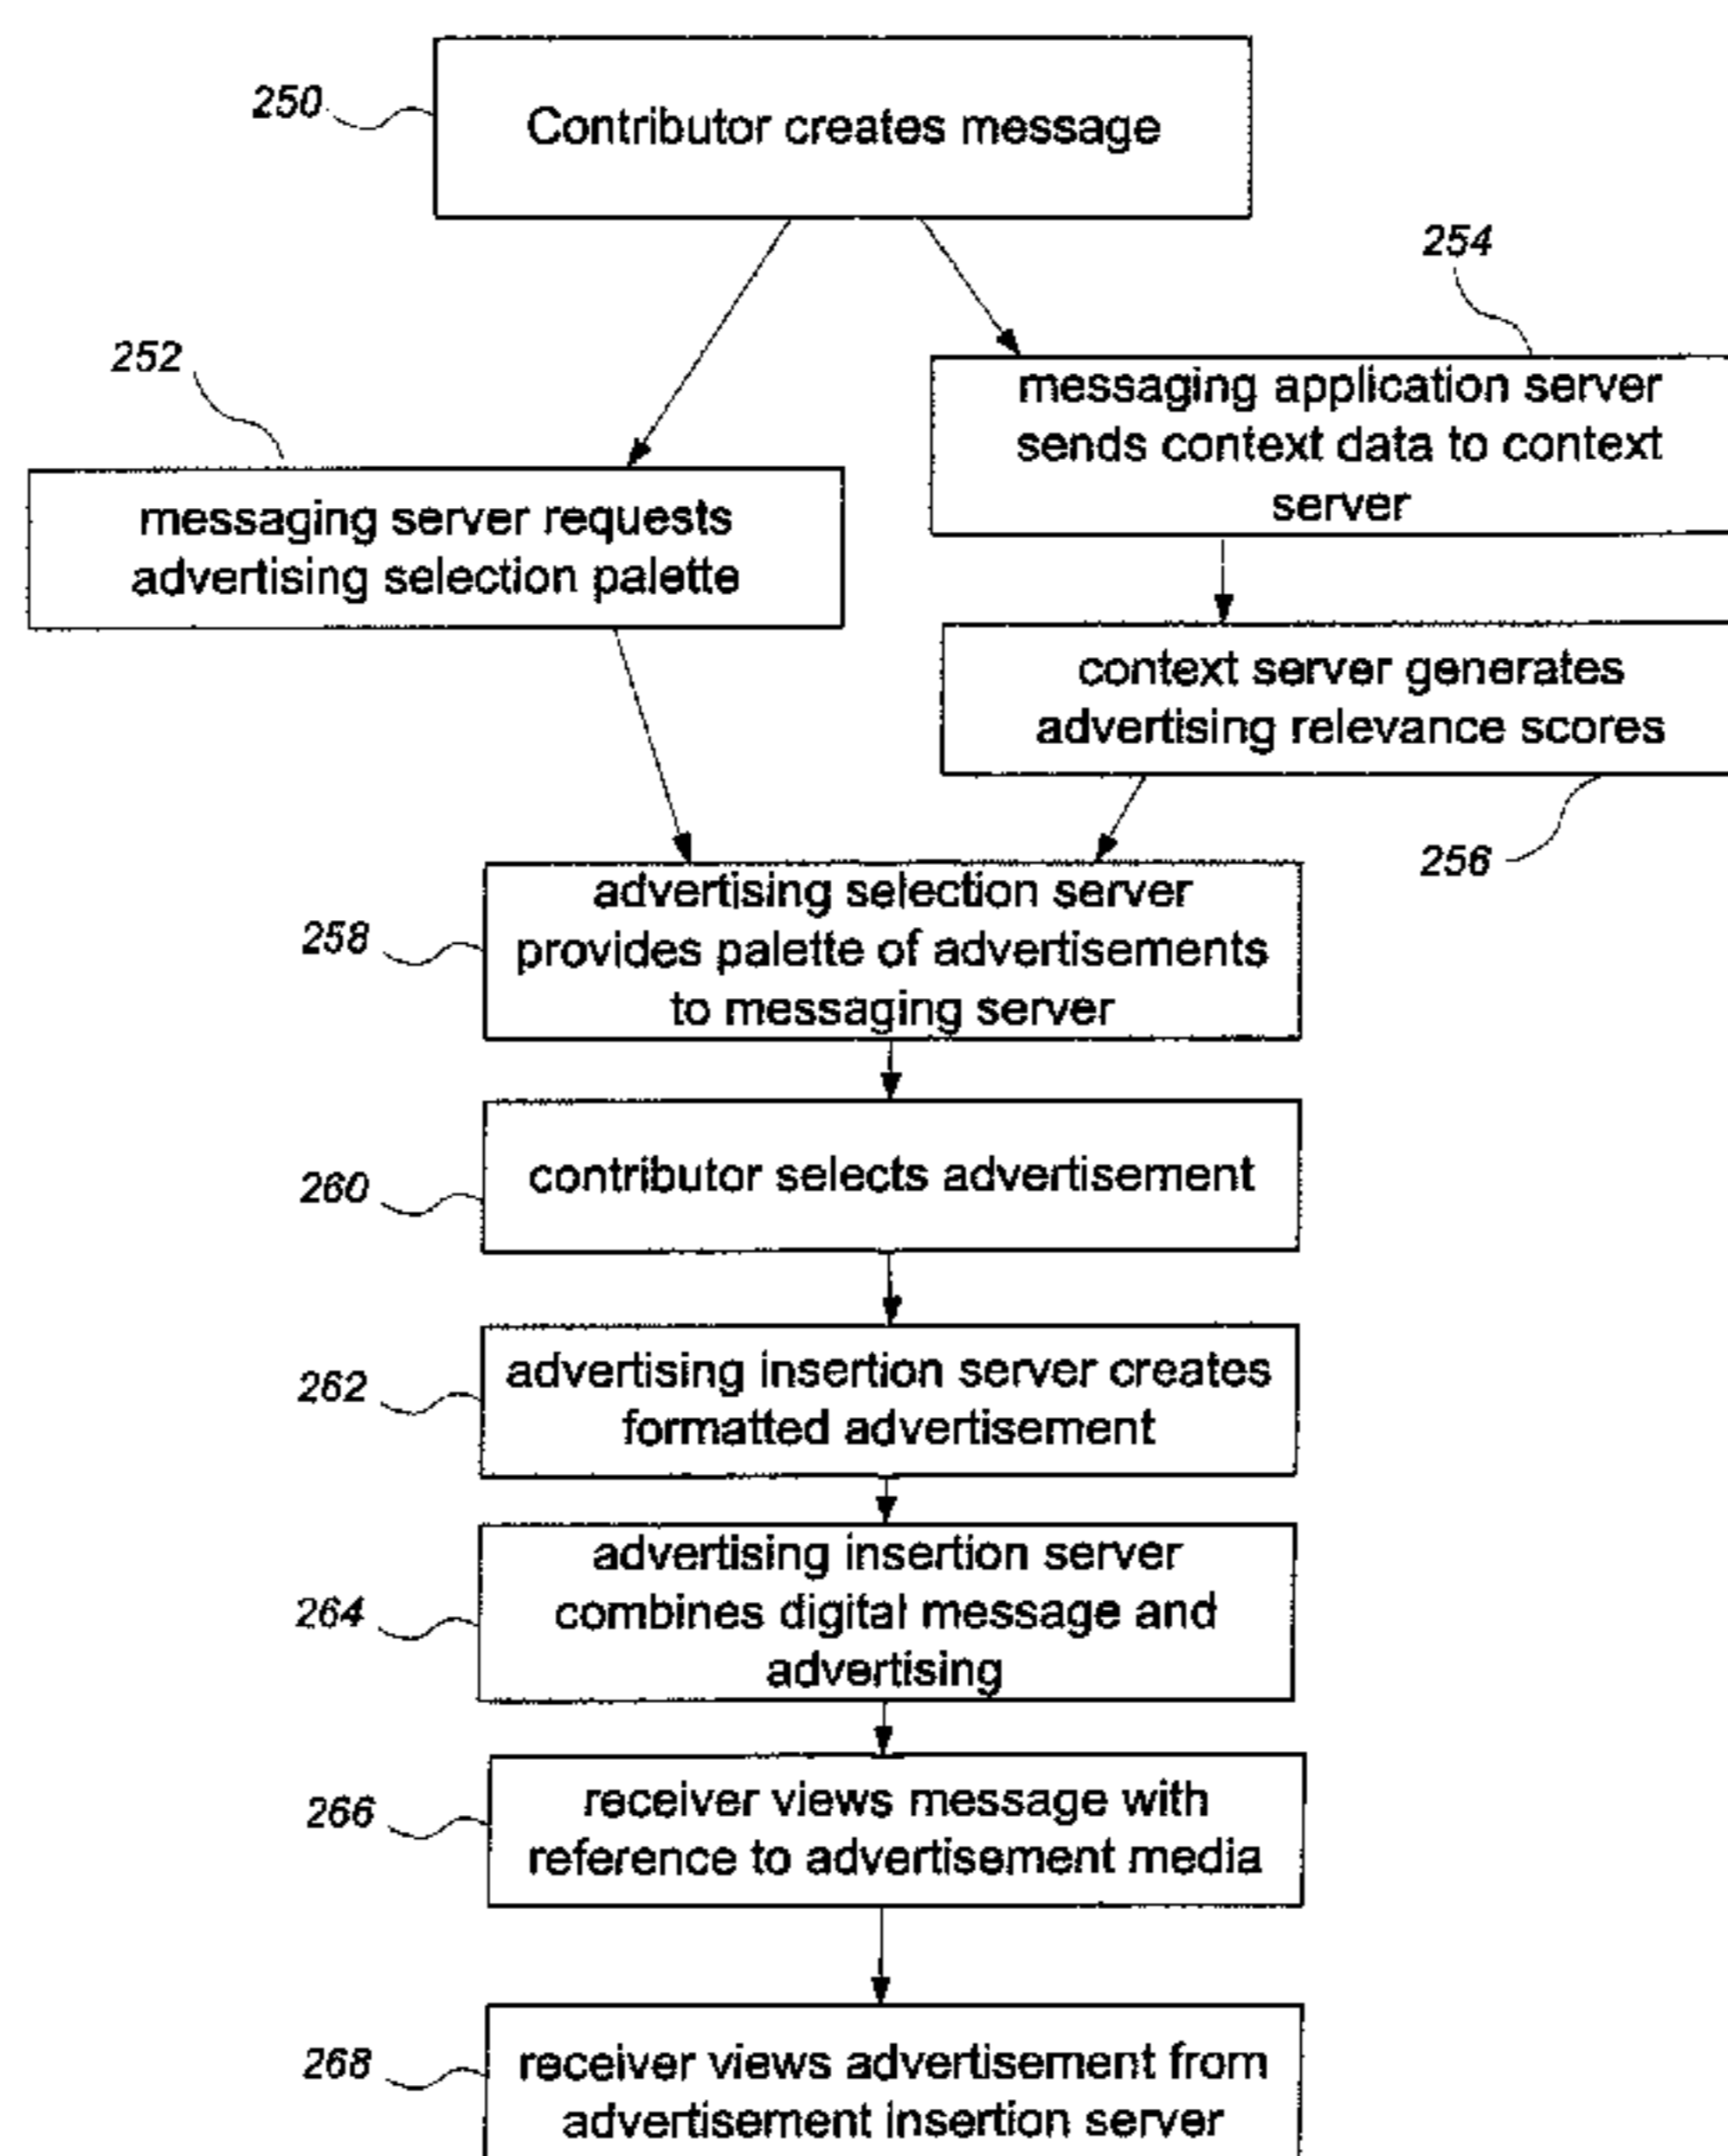 250
Contributor creates message
254
252
messaging application server
sends context data to context
server
messaging server requests
advertising selection palette
context server generates
advertising relevance scores
256
258
advertising selection server
provides palette of advertisements
to messaging server
260
contributor selects advertisement
262
advertising insertion server creates
formatted advertisement
264
advertising insertion server
combines digital message and
advertising
266
receiver views message with
reference to advertisement media
268
receiver views advertisement from
advertisement insertion server